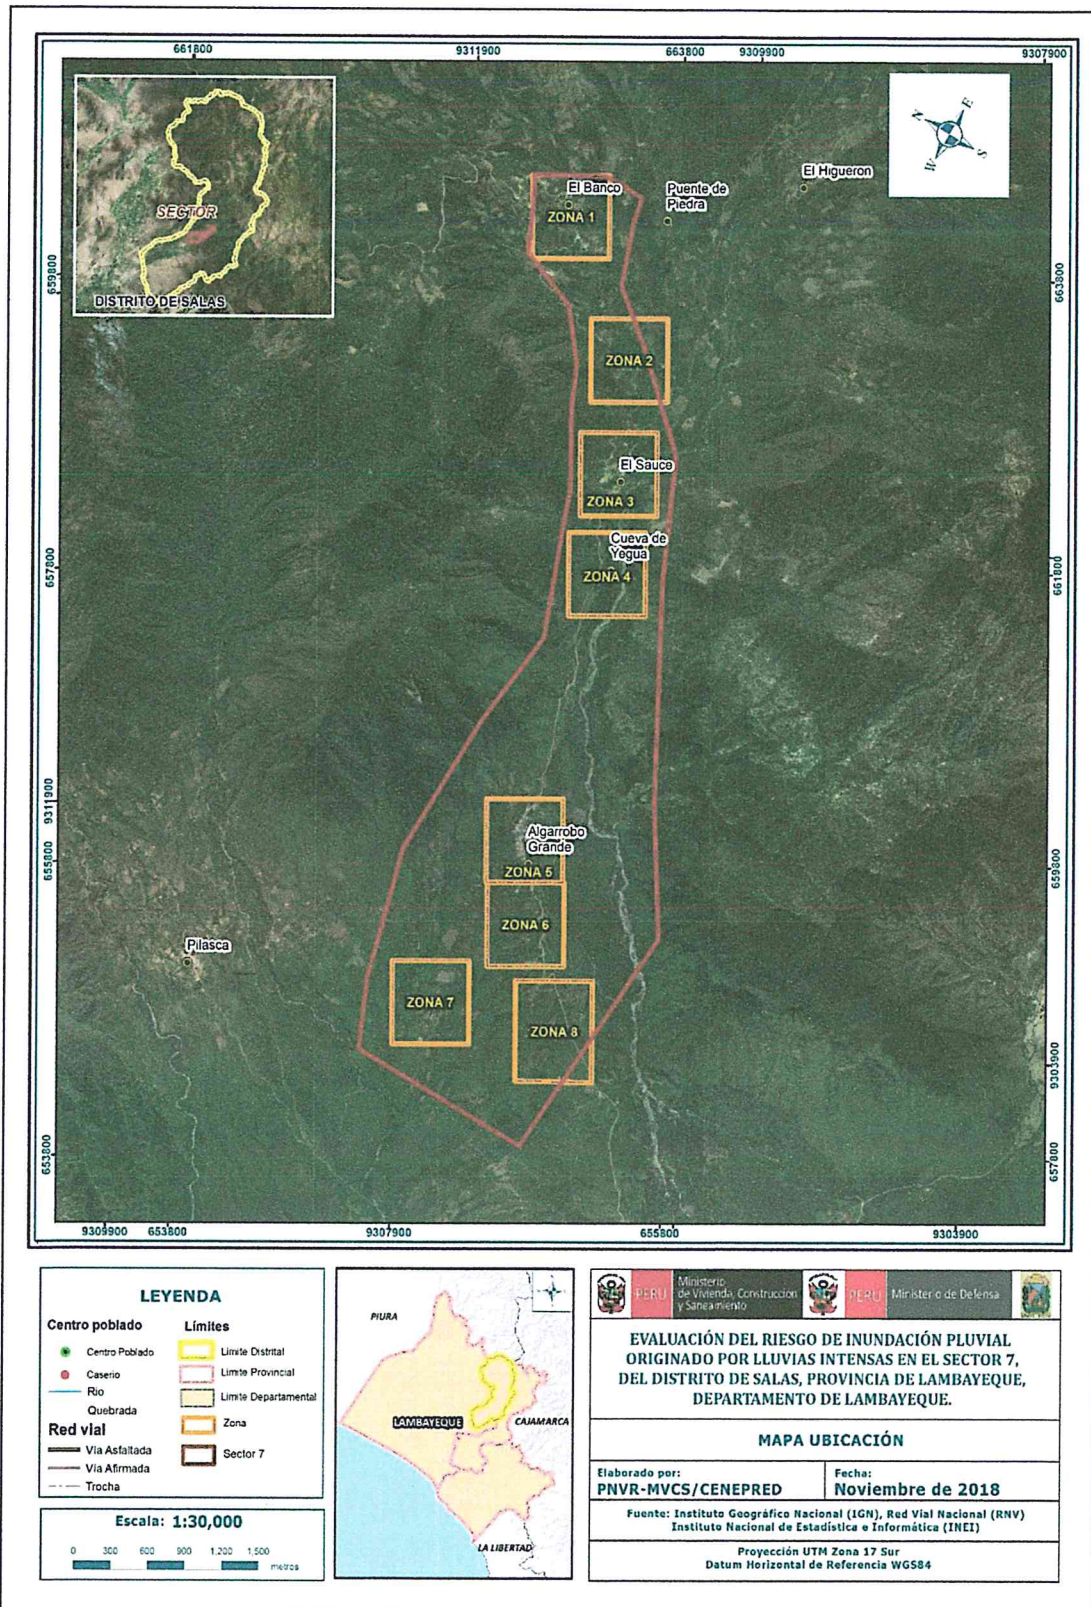 661800
9311900
663800
9309900
9307900
N
E
W
S
SECTOR
DISTRITO DE SALAS
El Banco
ZONA 1
Puente de
Piedra
El Higueron
659800
663800
ZONA 2
El Sauce
ZONA 3
Cueva de
Yegua
ZONA 4
657800
661800
9311900
Algarrobo
Grande
ZONA 5
655800
659800
ZONA 6
Pilasca
ZONA 7
ZONA 8
9303900
653800
657800
9309900
653800
9307900
655800
9303900
LEYENDA
Centro poblado
Centro Poblado
Caserio
Rio
Quebrada
Red vial
Vía Asfaltada
Vía Afirmada
Trocha
Límites
Limite Distrital
Limite Provincial
Limite Departamental
Zona
Sector 7
Escala: 1:30,000
0 300 600 900 1,200 1,500
metros
PIURA
LAMBAYEQUE
CAJAMARCA
LA LIBERTAD
PERÚ
Ministerio
de Vivienda, Construcción
y Saneamiento
PERÚ
Ministerio de Defensa
EVALUACIÓN DEL RIESGO DE INUNDACIÓN PLUVIAL
ORIGINADO POR LLUVIAS INTENSAS EN EL SECTOR 7,
DEL DISTRITO DE SALAS, PROVINCIA DE LAMBAYEQUE,
DEPARTAMENTO DE LAMBAYEQUE.
MAPA UBICACIÓN
Elaborado por:
PNVR-MVCS/CENEPRED
Fecha:
Noviembre de 2018
Fuente: Instituto Geográfico Nacional (IGN), Red Vial Nacional (RNV)
Instituto Nacional de Estadística e Informática (INEI)
Proyección UTM Zona 17 Sur
Datum Horizontal de Referencia WGS84